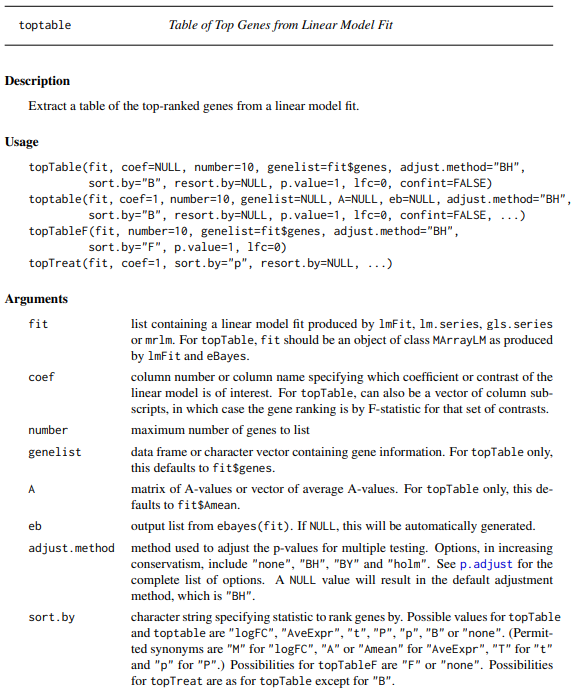 toptable Table of Top Genes from Linear Model Fit
Description
Extract a table of the top-ranked genes from a linear model fit.
Usage
topTable(fit, coef=NULL, number=10, genelist=fit$genes, adjust.method="BH",
sort.by="B", resort.by=NULL, p.value=1, lfc=0, confint=FALSE)
toptable(fit, coef=1, number=10, genelist=NULL, A=NULL, eb=NULL, adjust.method="BH",
sort.by="B", resort.by=NULL, p.value=1, lfc=0, confint=FALSE, ...)
topTableF(fit, number=10, genelist=fit$genes, adjust.method="BH",
sort.by="F", p.value=1, lfc=0)
topTreat(fit, coef=1, sort.by="p", resort.by=NULL, ...)
Arguments
fit list containing a linear model fit produced by lmFit, lm.series, gls.series
or mrlm. For topTable, fit should be an object of class MArrayLM as produced
by lmFit and eBayes.
coef column number or column name specifying which coefficient or contrast of the
linear model is of interest. For topTable, can also be a vector of column sub-
scripts, in which case the gene ranking is by F-statistic for that set of contrasts.
number maximum number of genes to list
genelist data frame or character vector containing gene information. For topTable only,
this defaults to fit$genes.
A matrix of A-values or vector of average A-values. For topTable only, this de-
faults to fit$Amean.
eb output list from ebayes(fit). If NULL, this will be automatically generated.
adjust.method method used to adjust the p-values for multiple testing. Options, in increasing
conservatism, include "none", "BH", "BY" and "holm". See p.adjust for the
complete list of options. A NULL value will result in the default adjustment
method, which is "BH".
sort.by character string specifying statistic to rank genes by. Possible values for topTable
and toptable are "logFC", "AveExpr", "t", "P", "p", "B" or "none". (Permit-
ted synonyms are "M" for "logFC", "A" or "Amean" for "AveExpr", "T" for "t"
and "p" for "P".) Possibilities for topTableF are "F" or "none". Possibilities
for topTreat are as for topTable except for "B".